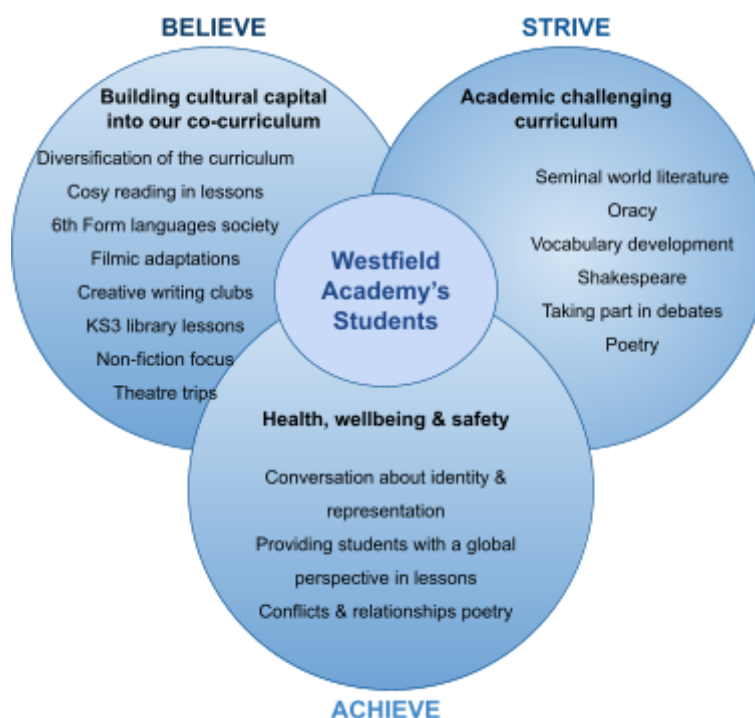 BELIEVE
Building cultural capital
into our co-curriculum
Diversification of the curriculum
Cosy reading in lessons
6th Form languages society
Filmic adaptations
Creative writing clubs
KS3 library lessons
Non-fiction focus
Theatre trips
STRIVE
Academic challenging
curriculum
Seminal world literature
Oracy
Vocabulary development
Shakespeare
Taking part in debates
Poetry
Westfield
Academy's
Students
Health, wellbeing & safety
Conversation about identity &
representation
Providing students with a global
perspective in lessons
Conflicts & relationships poetry
ACHIEVE